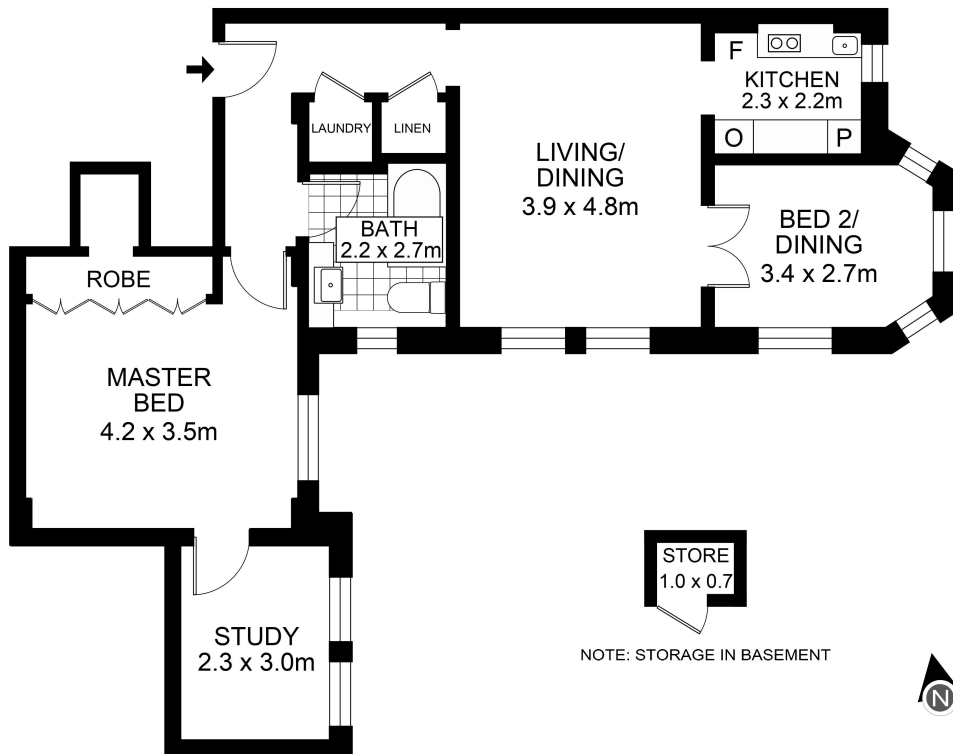 F
KITCHEN
2.3 x 2.2m
O
P
LAUNDRY
LINEN
LIVING/
DINING
3.9 x 4.8m
BATH
2.2 x 2.7m
BED 2/
DINING
3.4 x 2.7m
ROBE
MASTER
BED
4.2 x 3.5m
STORE
1.0 x 0.7
STUDY
2.3 x 3.0m
NOTE: STORAGE IN BASEMENT
N